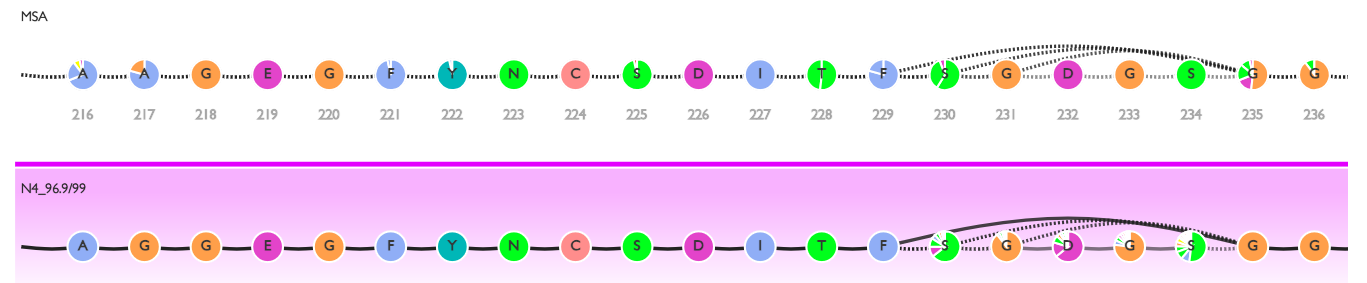 MSA
A A G E G F Y N C S D I T F S G D G S G G
216 217 218 219 220 221 222 223 224 225 226 227 228 229 230 231 232 233 234 235 236
N4_96.9/99
A G G E G F Y N C S D I T F S G D G S G G